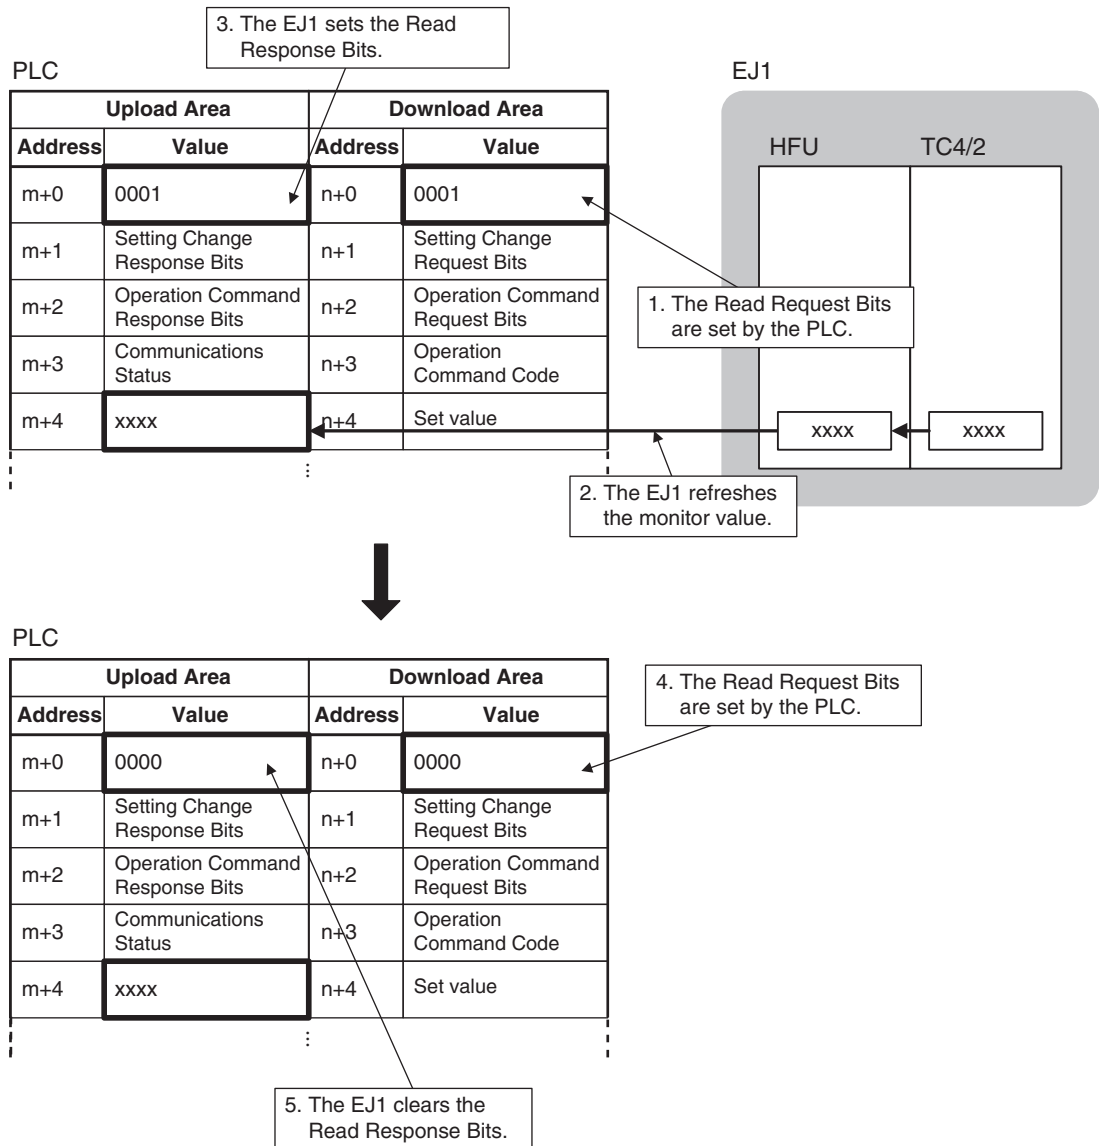 3. The EJ1 sets the Read
Response Bits.
PLC
EJ1
Upload Area Download Area
Address Value Address Value
HFU TC4/2
m+0 0001 n+0 0001
m+1 Setting Change Response Bits n+1 Setting Change Request Bits
m+2 Operation Command Response Bits n+2 Operation Command Request Bits
1. The Read Request Bits
are set by the PLC.
m+3 Communications Status n+3 Operation Command Code
m+4 xxxx n+4 Set value
xxxx xxxx
2. The EJ1 refreshes
the monitor value.
PLC
Upload Area Download Area
Address Value Address Value
4. The Read Request Bits
are set by the PLC.
m+0 0000 n+0 0000
m+1 Setting Change Response Bits n+1 Setting Change Request Bits
m+2 Operation Command Response Bits n+2 Operation Command Request Bits
m+3 Communications Status n+3 Operation Command Code
m+4 xxxx n+4 Set value
5. The EJ1 clears the
Read Response Bits.